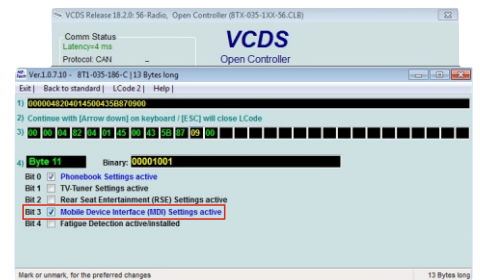 VCDS Release 18.2.0: 56-Radio, Open Controller (8TX-035-1XX-56.CLB)
Comm Status
Latency=4 ms
Protocol: CAN
VCDS
Open Controller
Ver.1.0.7.10 - 8T1-035-186-C | 13 Bytes long
Exit | Back to standard | LCode 2 | Help |
1) 0000048204014500435B870900
2) Continue with [Arrow down] on keyboard / [ESC] will close LCode
3) 00 00 04 82 04 01 45 00 43 5B 87 09 00
4) Byte 11 Binary: 00001001
Bit 0 Phonebook Settings active
Bit 1 TV-Tuner Settings active
Bit 2 Rear Seat Entertainment (RSE) Settings active
Bit 3 Mobile Device Interface (MDI) Settings active
Bit 4 Fatigue Detection active/installed
Mark or unmark, for the preferred changes
13 Bytes long